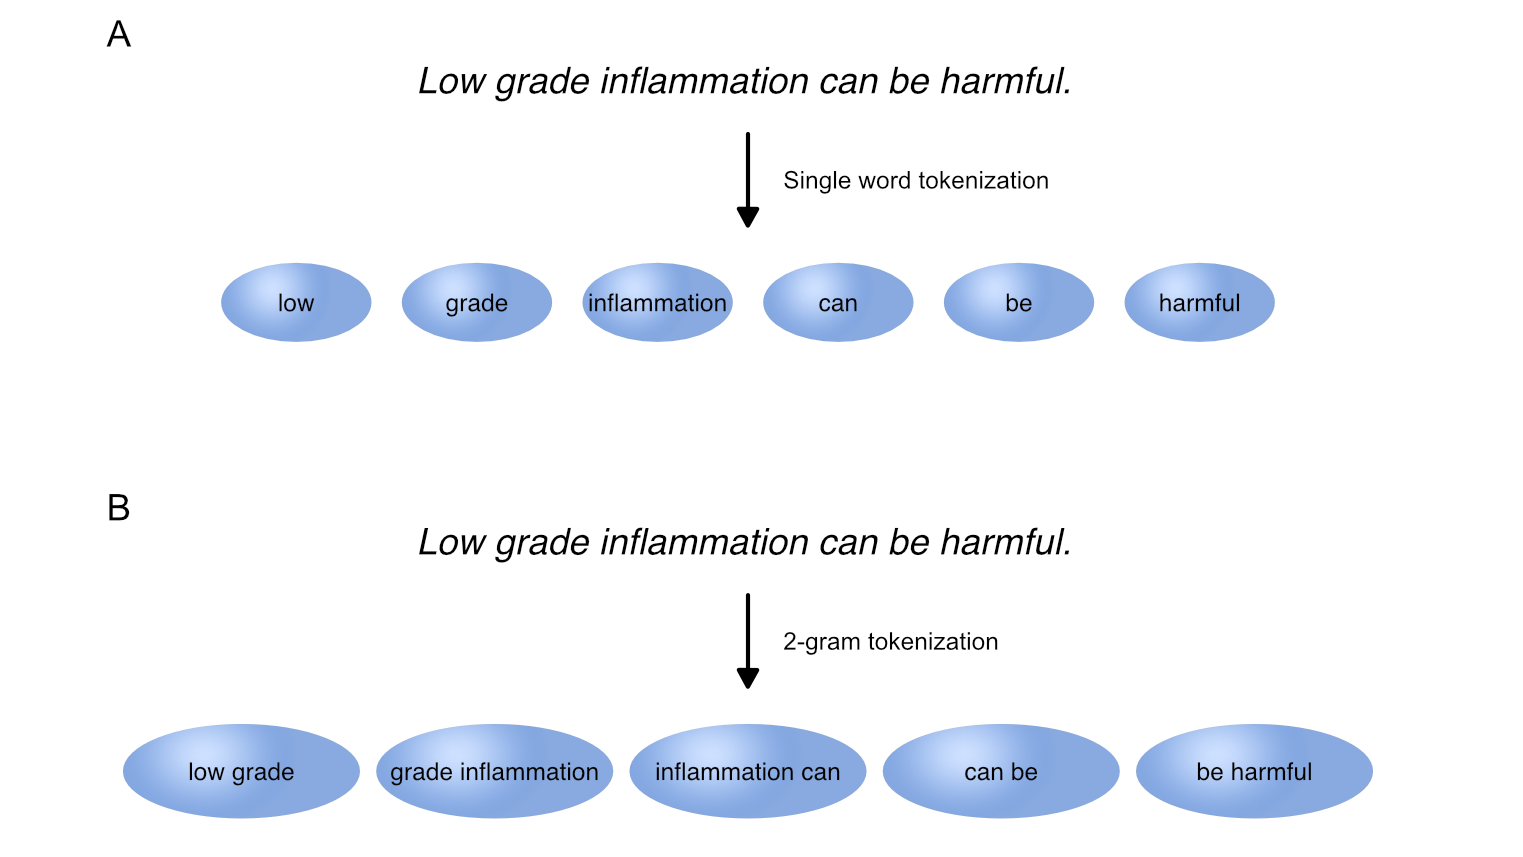 A
Low grade inflammation can be harmful.
Single word tokenization
low grade inflammation can be harmful
B
Low grade inflammation can be harmful.
2-gram tokenization
low grade grade inflammation inflammation can can be be harmful